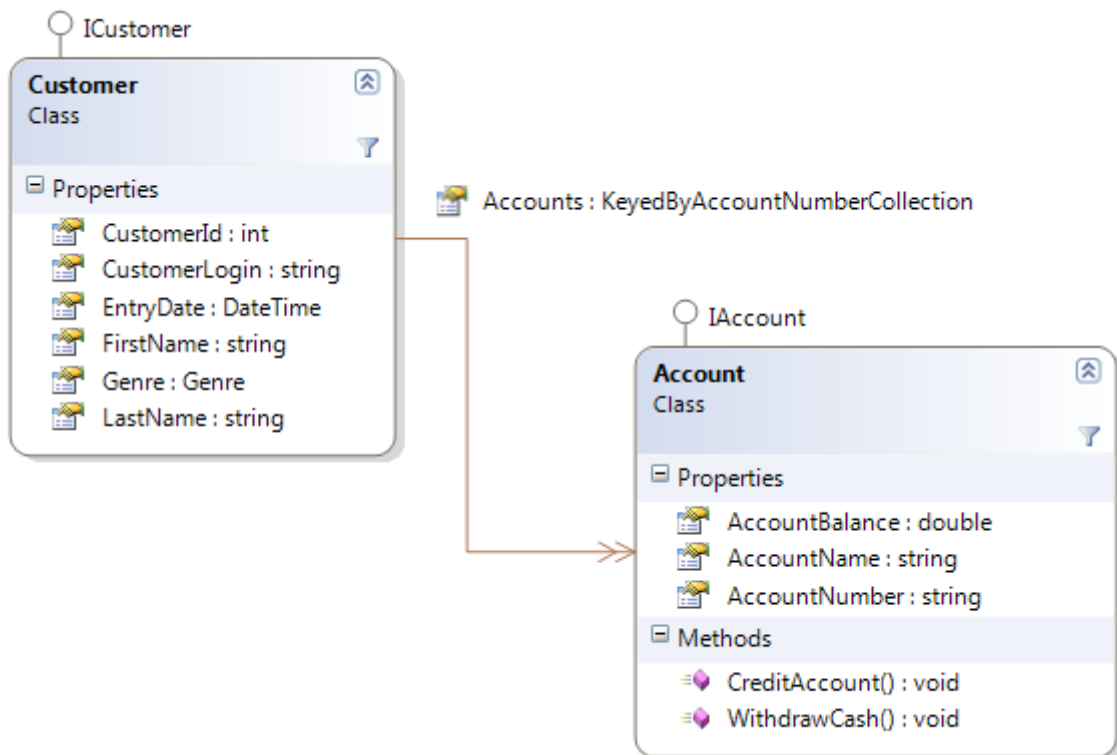 ICustomer
Customer
Class
Properties
CustomerId : int
CustomerLogin : string
EntryDate : DateTime
FirstName : string
Genre : Genre
LastName : string
Accounts : KeyedByAccountNumberCollection
IAccount
Account
Class
Properties
AccountBalance : double
AccountName : string
AccountNumber : string
Methods
CreditAccount() : void
WithdrawCash() : void